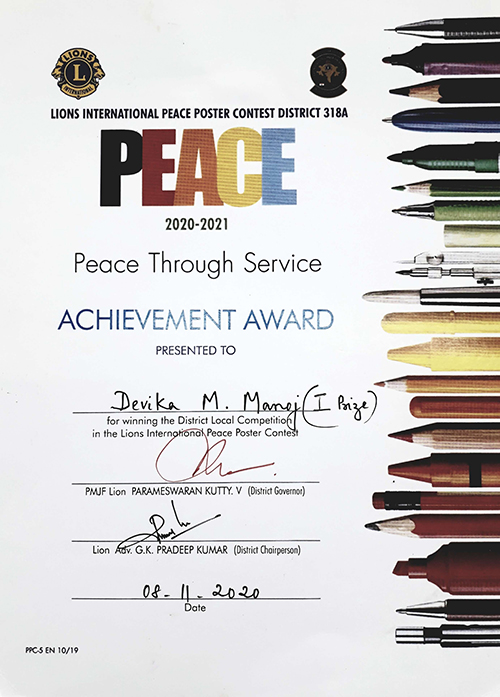 LIONS
L
INTERNATIONAL
LIONS INTERNATIONAL PEACE POSTER CONTEST DISTRICT 318A
PEACE
2020-2021
Peace Through Service
ACHIEVEMENT AWARD
PRESENTED TO
Devika M. Manoj (I Prize)
for winning the District Local Competition
in the Lions International Peace Poster Contest
PMJF Lion PARAMESWARAN KUTTY. V (District Governor)
Lion Adv. G.K. PRADEEP KUMAR (District Chairperson)
08-11-2020
Date
PPC-5 EN 10/19